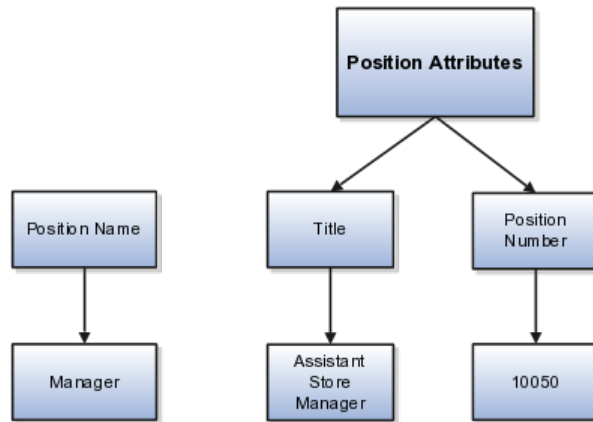 Position Attributes
Position Name
Title
Position
Number
Manager
Assistant
Store
Manager
10050